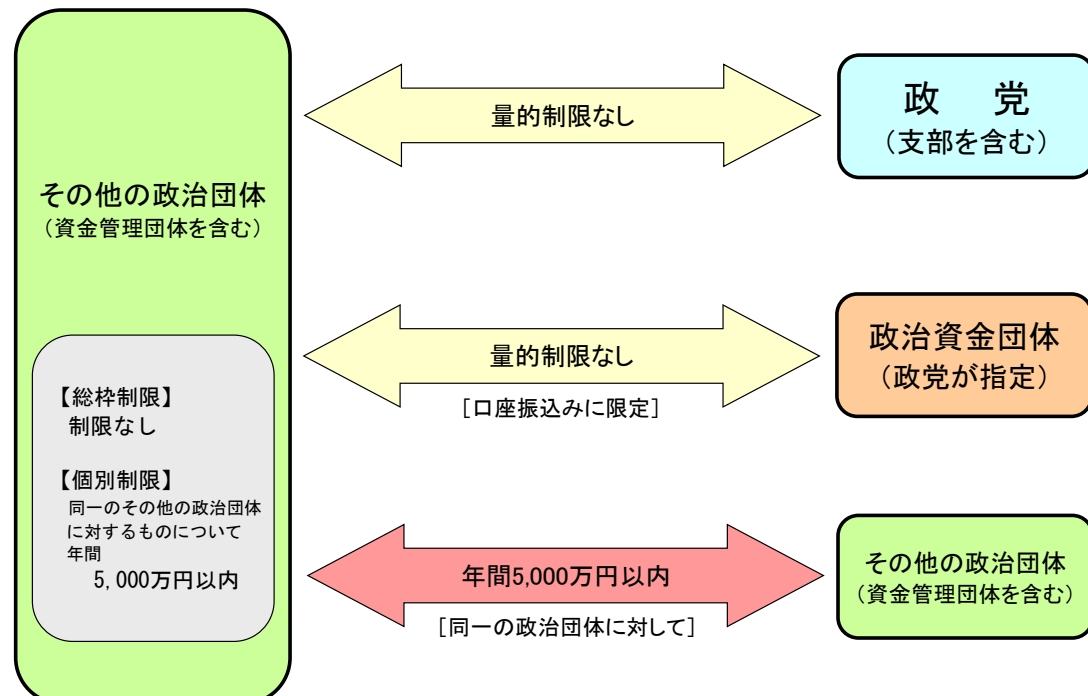 その他の政治団体
（資金管理団体を含む）
【総枠制限】
制限なし
【個別制限】
同一のその他の政治団体
に対するものについて
年間
5,000万円以内
量的制限なし
政　党
（支部を含む）
量的制限なし
［口座振込みに限定］
政治資金団体
（政党が指定）
年間5,000万円以内
［同一の政治団体に対して］
その他の政治団体
（資金管理団体を含む）